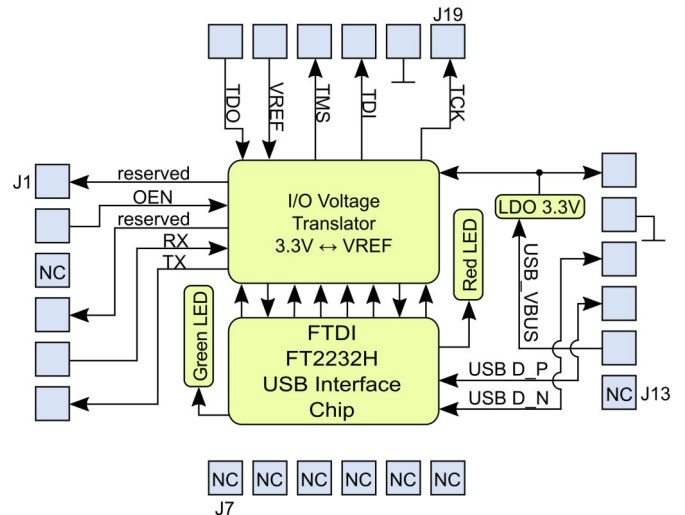 J19
TDO
VREF
TMS
TDI
TCK
J1
reserved
OEN
reserved
NC
RX
TX
I/O Voltage
Translator
3.3V ↔ VREF
LDO 3.3V
Red LED
USB_VBUS
Green LED
FTDI
FT2232H
USB Interface
Chip
USB D_P
USB D_N
NC
J13
NC
NC
NC
NC
NC
NC
J7